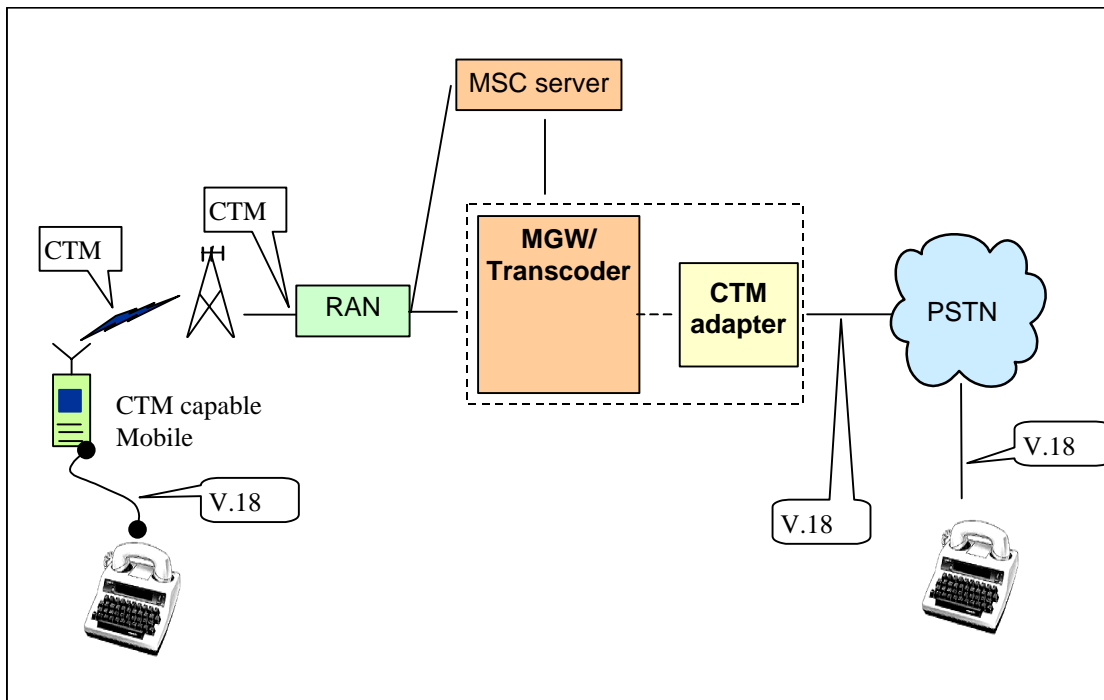 MSC server
CTM
CTM
MGW/
Transcoder
CTM
adapter
RAN
PSTN
CTM capable
Mobile
V.18
V.18
V.18